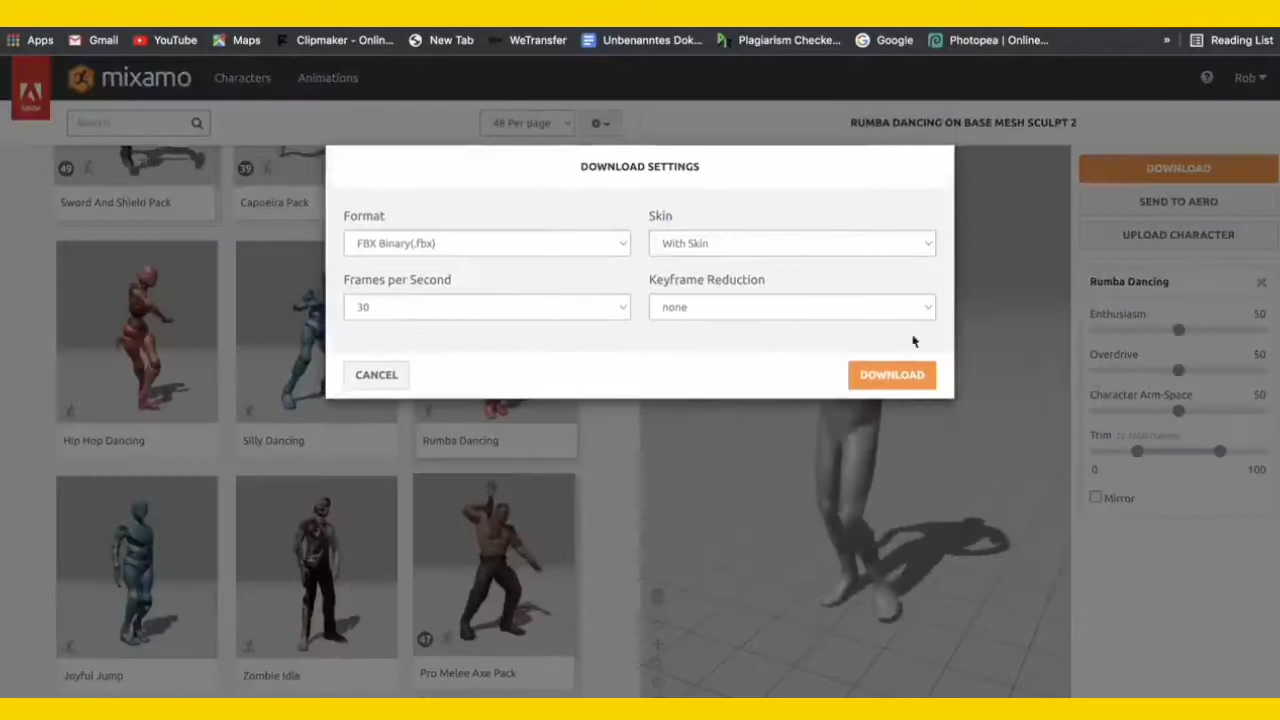 Apps Gmail YouTube Maps Clipmaker - Onlin... New Tab WeTransfer Unbenanntes Dok... Plagiarism Checke... Google Photopea | Online... » Reading List
mixamo Characters Animations Rob
Search 48 Per page RUMBA DANCING ON BASE MESH SCULPT 2
DOWNLOAD SETTINGS
DOWNLOAD
49 39
Sword And Shield Pack Capoeira Pack
SEND TO AERO
Format Skin
UPLOAD CHARACTER
FBX Binary(.fbx) With Skin
Frames per Second Keyframe Reduction
Rumba Dancing
30 none
Enthusiasm 50
Overdrive 50
CANCEL DOWNLOAD
Character Arm-Space 50
Hip Hop Dancing Silly Dancing Rumba Dancing
Trim
0 100
Mirror
47
Joyful Jump Zombie Idle Pro Melee Axe Pack